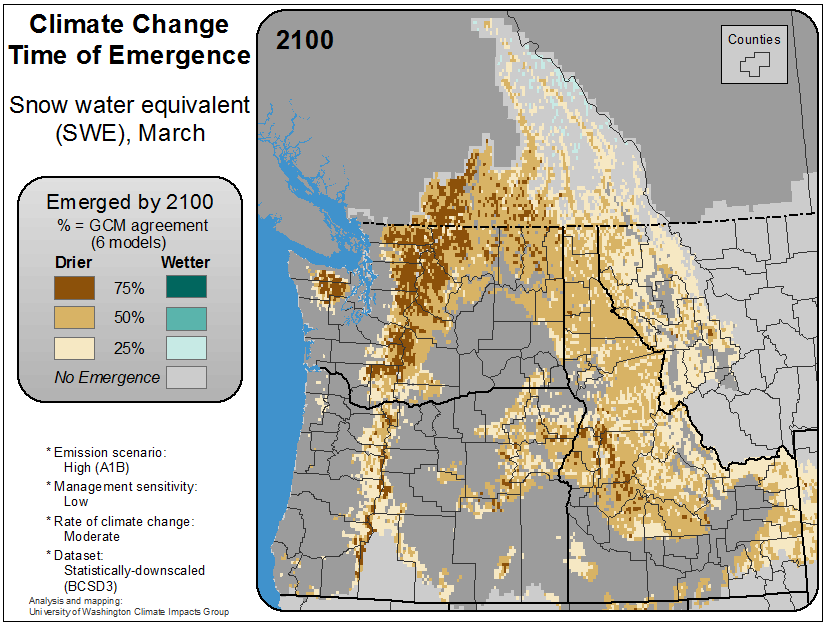 Climate Change
Time of Emergence
Snow water equivalent
(SWE), March
Emerged by 2100
% = GCM agreement
(6 models)
Drier Wetter
75%
50%
25%
No Emergence
* Emission scenario:
High (A1B)
* Management sensitivity:
Low
* Rate of climate change:
Moderate
* Dataset:
Statistically-downscaled
(BCSD3)
Analysis and mapping:
University of Washington Climate Impacts Group
2100
Counties